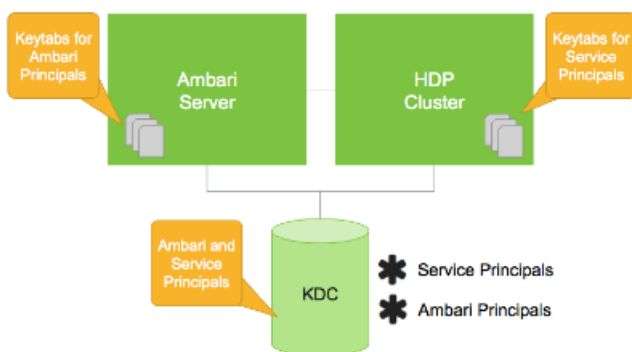 Keytabs for
Ambari
Principals
Ambari
Server
HDP
Cluster
Keytabs for
Service
Principals
Ambari and
Service
Principals
KDC
Service Principals
Ambari Principals